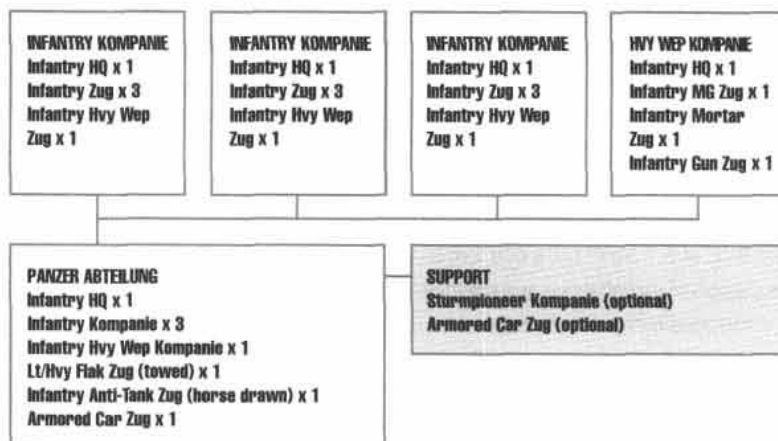 INFANTRY KOMPANIE
Infantry HQ x 1
Infantry Zug x 3
Infantry Hvy Wep
Zug x 1
INFANTRY KOMPANIE
Infantry HQ x 1
Infantry Zug x 3
Infantry Hvy Wep
Zug x 1
INFANTRY KOMPANIE
Infantry HQ x 1
Infantry Zug x 3
Infantry Hvy Wep
Zug x 1
HVY WEP KOMPANIE
Infantry HQ x 1
Infantry MG Zug x 1
Infantry Mortar
Zug x 1
Infantry Gun Zug x 1
PANZER ABTEILUNG
Infantry HQ x 1
Infantry Kompanie x 3
Infantry Hvy Wep Kompanie x 1
Lt/Hvy Flak Zug (towed) x 1
Infantry Anti-Tank Zug (horse drawn) x 1
Armored Car Zug x 1
SUPPORT
Sturmpioneer Kompanie (optional)
Armored Car Zug (optional)